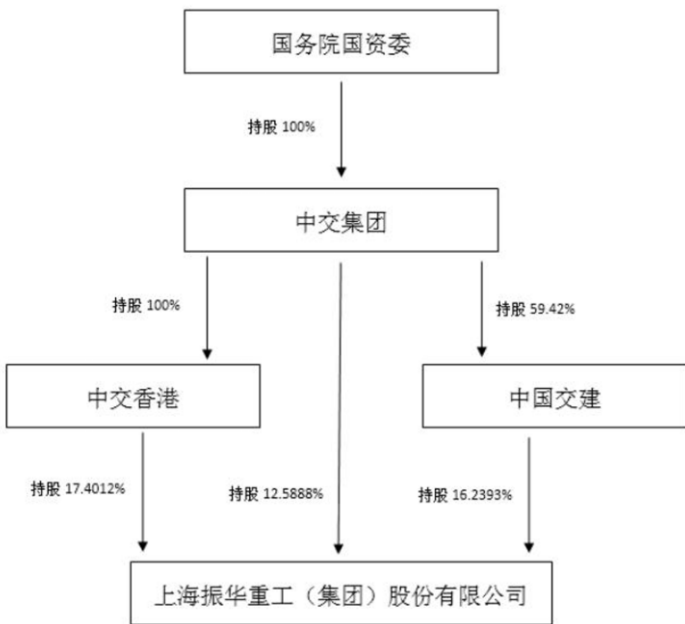 国务院国资委
持股 100%
中交集团
持股 100%
持股 59.42%
中交香港
中国交建
持股 17.4012%
持股 12.5888%
持股 16.2393%
上海振华重工（集团）股份有限公司